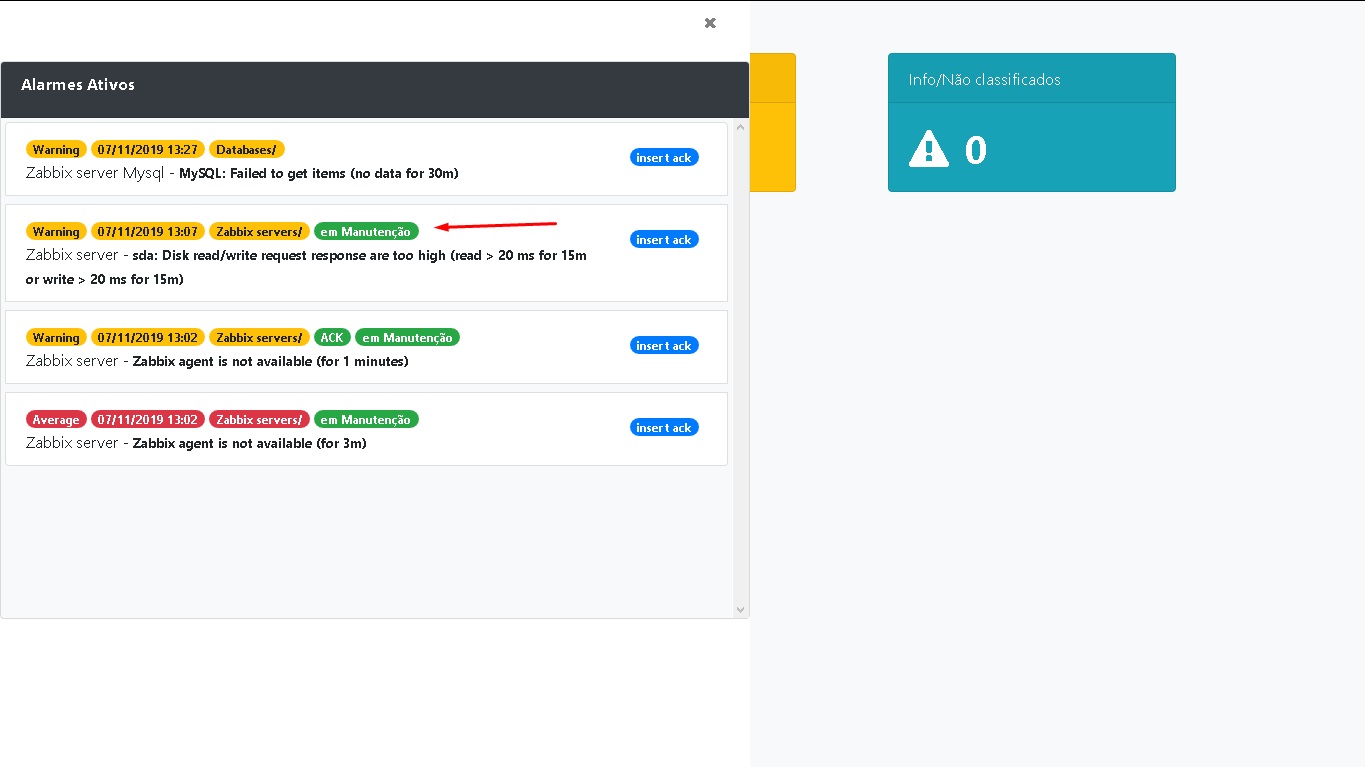 Alarmes Ativos
Warning 07/11/2019 13:27 Databases/
insert ack
Zabbix server Mysql - MySQL: Failed to get items (no data for 30m)
Warning 07/11/2019 13:07 Zabbix servers/ em Manutenção
insert ack
Zabbix server - sda: Disk read/write request response are too high (read > 20 ms for 15m
or write > 20 ms for 15m)
Warning 07/11/2019 13:02 Zabbix servers/ ACK em Manutenção
insert ack
Zabbix server - Zabbix agent is not available (for 1 minutes)
Average 07/11/2019 13:02 Zabbix servers/ em Manutenção
insert ack
Zabbix server - Zabbix agent is not available (for 3m)
Info/Não classificados
0